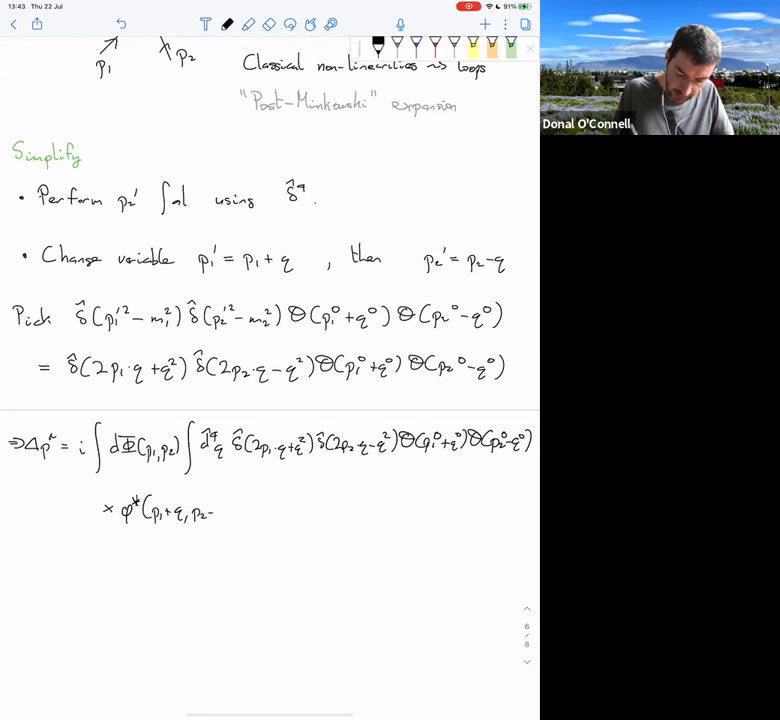 13:43 Thu 22 Jul
91%
p₁ p₂ Classical non-linearities is loops
"Post-Minkowski" expansion
Donal O'Connell
Simplify
• Perform p₂' ∫al using δ̂⁴.
• Change variable p₁' = p₁ + q , then p₂' = p₂ - q
Pick δ̂(p₁'² - m₁²) δ̂(p₂'² - m₂²) Θ(p₁⁰ + q⁰) Θ(p₂⁰ - q⁰)
= δ̂(2p₁·q + q²) δ̂(2p₂·q - q²) Θ(p₁⁰ + q⁰) Θ(p₂⁰ - q⁰)
⇒ Δp^μ = i ∫ dΦ(p₁,p₂) ∫ d̂⁴q δ̂(2p₁·q+q²) δ̂(2p₂·q-q²) Θ(p₁⁰+q⁰) Θ(p₂⁰-q⁰)
× φ*(p₁+q, p₂-
6
/
8